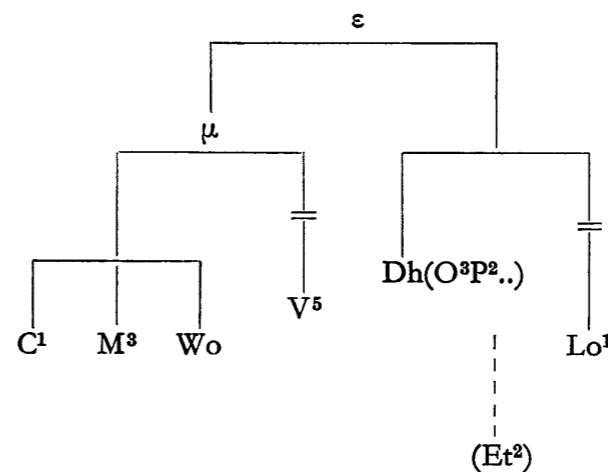 ε
μ
Dh(O³P²..)
V⁵
C¹ M³ Wo Lo¹
(Et²)